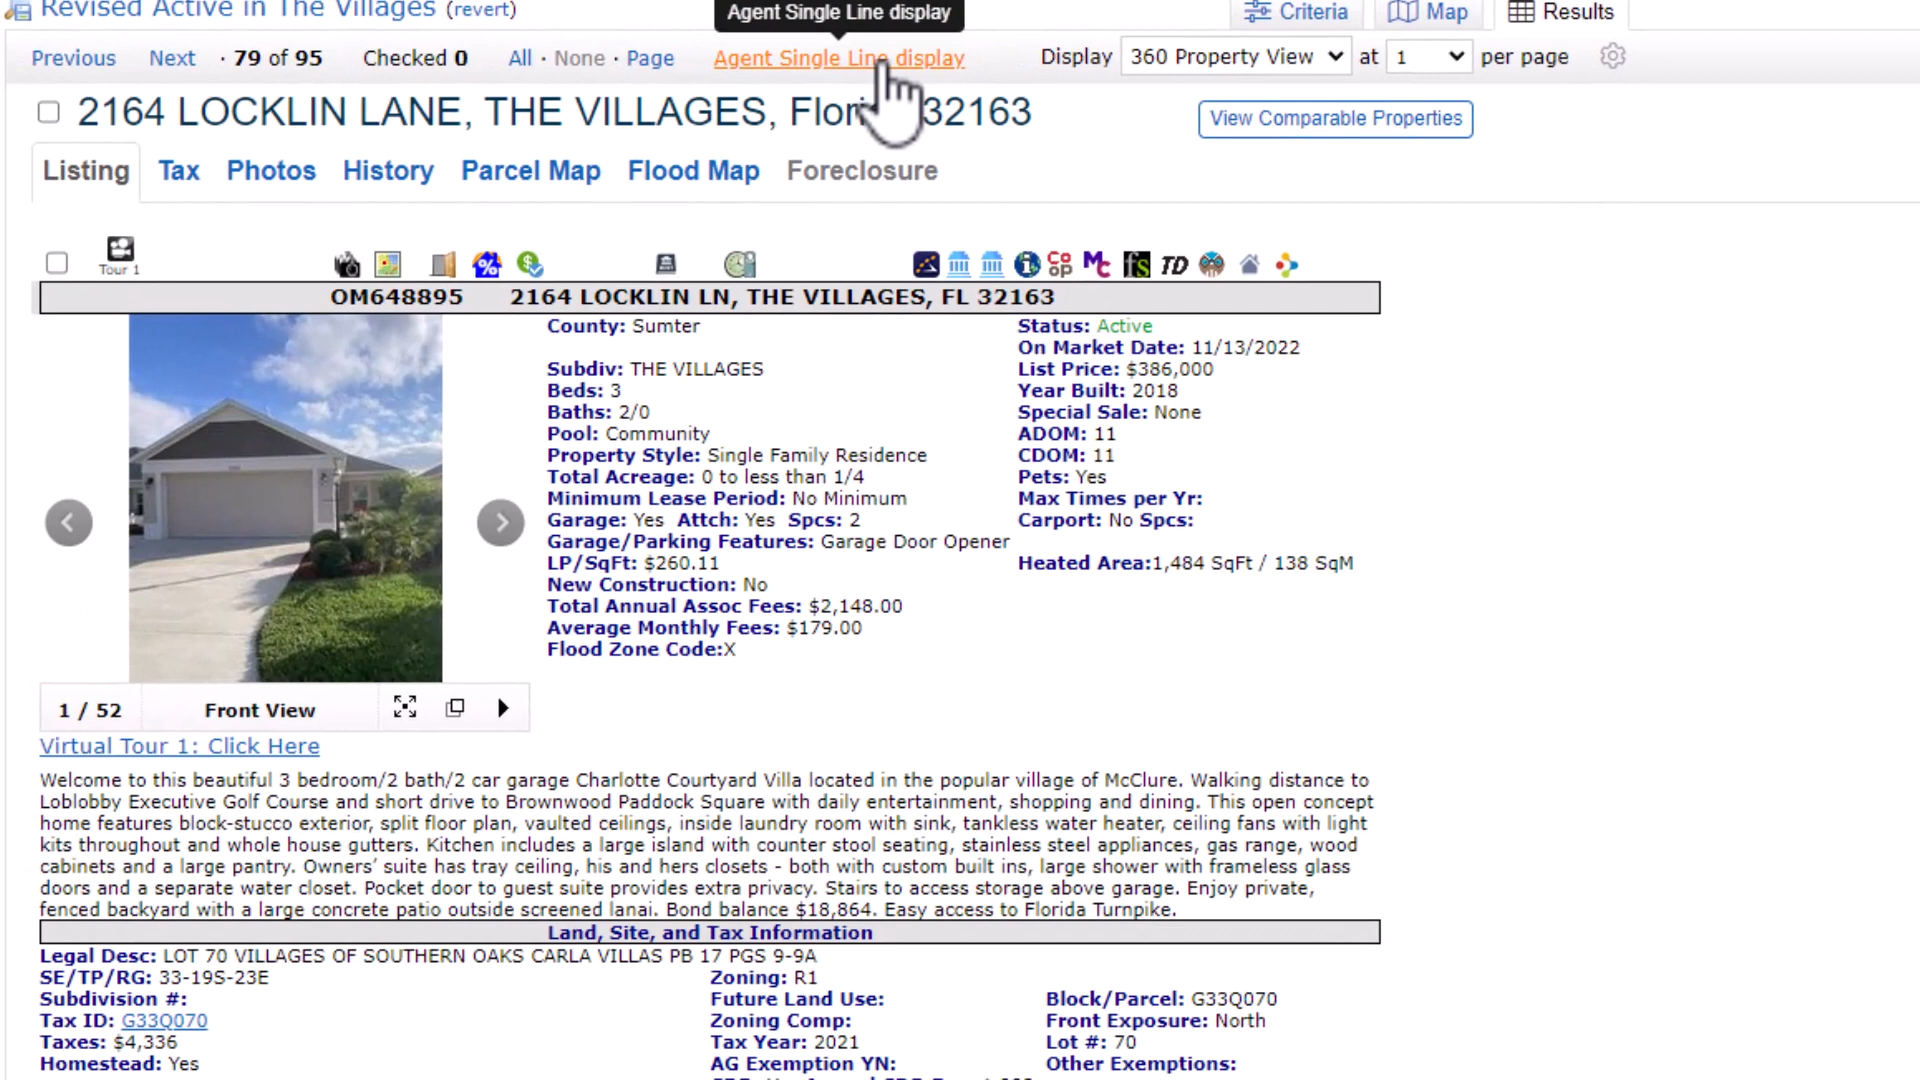 Revised Active in The Villages (revert)
Agent Single Line display
Criteria Map Results
Previous Next · 79 of 95 Checked 0 All · None · Page Agent Single Line display Display 360 Property View at 1 per page
2164 LOCKLIN LANE, THE VILLAGES, Flor 32163
View Comparable Properties
Listing Tax Photos History Parcel Map Flood Map Foreclosure
Tour 1
OM648895 2164 LOCKLIN LN, THE VILLAGES, FL 32163
County: Sumter Status: Active
On Market Date: 11/13/2022
Subdiv: THE VILLAGES List Price: $386,000
Beds: 3 Year Built: 2018
Baths: 2/0 Special Sale: None
Pool: Community ADOM: 11
Property Style: Single Family Residence CDOM: 11
Total Acreage: 0 to less than 1/4 Pets: Yes
Minimum Lease Period: No Minimum Max Times per Yr:
Garage: Yes Attch: Yes Spcs: 2 Carport: No Spcs:
Garage/Parking Features: Garage Door Opener
LP/SqFt: $260.11 Heated Area:1,484 SqFt / 138 SqM
New Construction: No
Total Annual Assoc Fees: $2,148.00
Average Monthly Fees: $179.00
Flood Zone Code:X
1 / 52 Front View
Virtual Tour 1: Click Here
Welcome to this beautiful 3 bedroom/2 bath/2 car garage Charlotte Courtyard Villa located in the popular village of McClure. Walking distance to
Loblobby Executive Golf Course and short drive to Brownwood Paddock Square with daily entertainment, shopping and dining. This open concept
home features block-stucco exterior, split floor plan, vaulted ceilings, inside laundry room with sink, tankless water heater, ceiling fans with light
kits throughout and whole house gutters. Kitchen includes a large island with counter stool seating, stainless steel appliances, gas range, wood
cabinets and a large pantry. Owners’ suite has tray ceiling, his and hers closets - both with custom built ins, large shower with frameless glass
doors and a separate water closet. Pocket door to guest suite provides extra privacy. Stairs to access storage above garage. Enjoy private,
fenced backyard with a large concrete patio outside screened lanai. Bond balance $18,864. Easy access to Florida Turnpike.
Land, Site, and Tax Information
Legal Desc: LOT 70 VILLAGES OF SOUTHERN OAKS CARLA VILLAS PB 17 PGS 9-9A
SE/TP/RG: 33-19S-23E Zoning: R1
Subdivision #: Future Land Use: Block/Parcel: G33Q070
Tax ID: G33Q070 Zoning Comp: Front Exposure: North
Taxes: $4,336 Tax Year: 2021 Lot #: 70
Homestead: Yes AG Exemption YN: Other Exemptions: